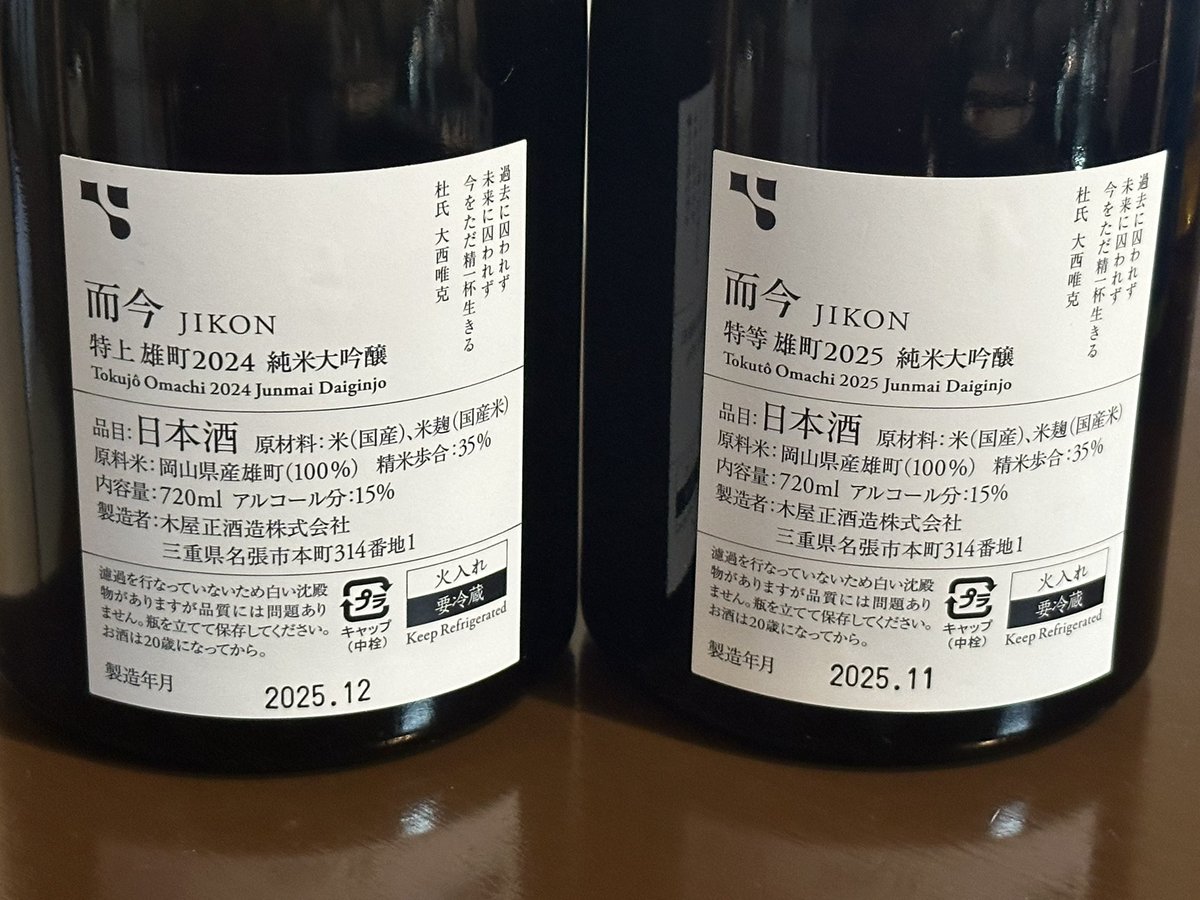 過去に囚われず
未来に囚われず
今をただ精一杯生きる
杜氏 大西唯克
而今 JIKON
特上 雄町2024 純米大吟醸
Tokujô Omachi 2024 Junmai Daiginjo
品目:日本酒 原材料:米(国産)、米麹(国産米)
原料米:岡山県産雄町(100%) 精米歩合:35%
内容量:720ml アルコール分:15%
製造者:木屋正酒造株式会社
三重県名張市本町314番地1
濾過を行なっていないため白い沈殿
物がありますが品質には問題あり
ません。瓶を立てて保存してください。
お酒は20歳になってから。
プラ
キャップ
(中栓)
火入れ
要冷蔵
Keep Refrigerated
製造年月 2025.12
過去に囚われず
未来に囚われず
今をただ精一杯生きる
杜氏 大西唯克
而今 JIKON
特等 雄町2025 純米大吟醸
Tokutô Omachi 2025 Junmai Daiginjo
品目:日本酒 原材料:米(国産)、米麹(国産米)
原料米:岡山県産雄町(100%) 精米歩合:35%
内容量:720ml アルコール分:15%
製造者:木屋正酒造株式会社
三重県名張市本町314番地1
濾過を行なっていないため白い沈殿
物がありますが品質には問題あり
ません。瓶を立てて保存してください。
お酒は20歳になってから。
プラ
キャップ
(中栓)
火入れ
要冷蔵
Keep Refrigerated
製造年月 2025.11